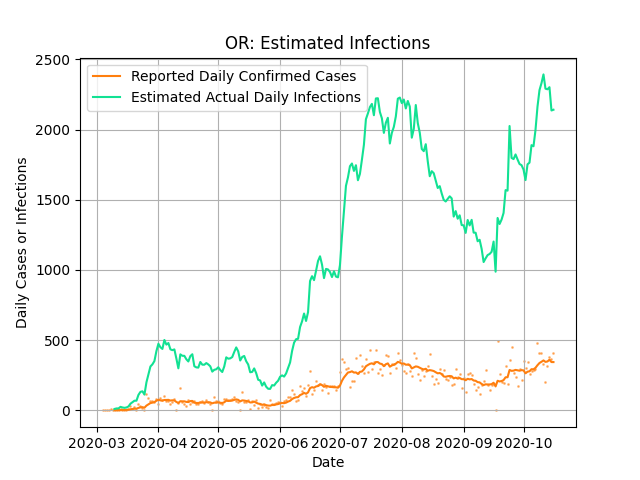 OR: Estimated Infections
Reported Daily Confirmed Cases
Estimated Actual Daily Infections
Daily Cases or Infections
2500
2000
1500
1000
500
0
2020-03 2020-04 2020-05 2020-06 2020-07 2020-08 2020-09 2020-10
Date